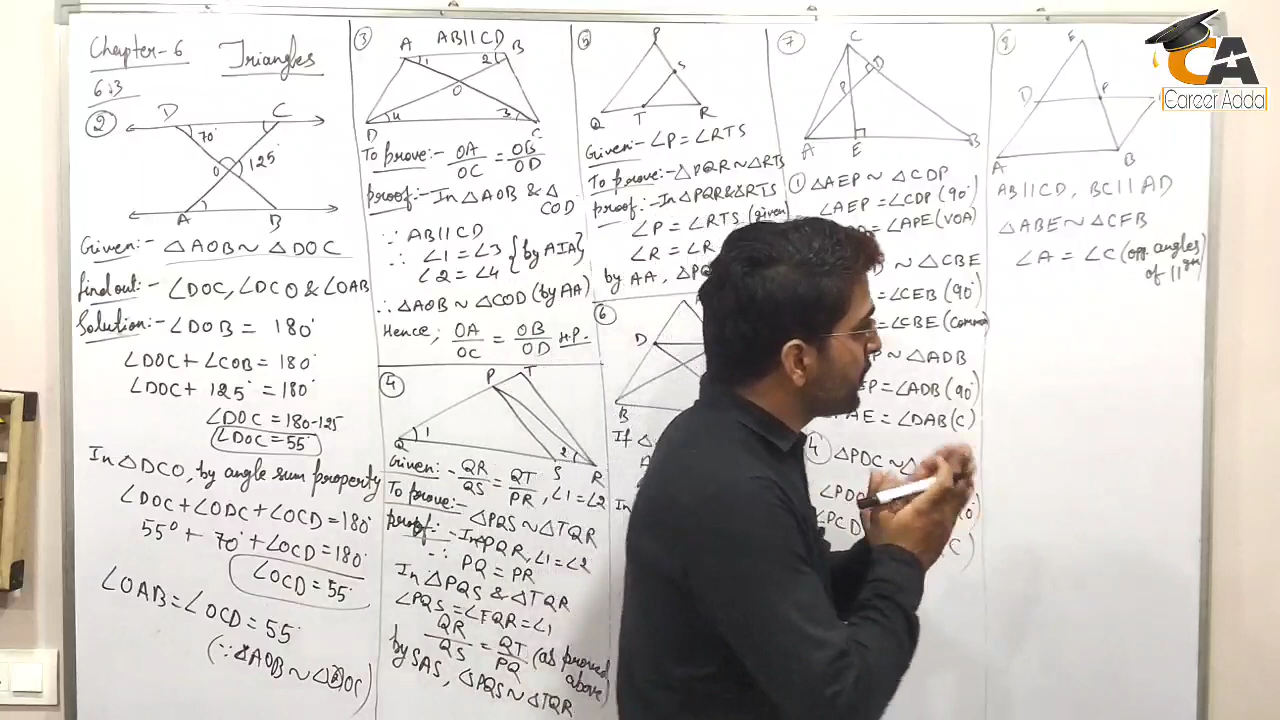 Chapter-6 Triangles
6.3
②
D C
70°
O 125°
A B
Given:- △AOB ~ △DOC
find out:- ∠DOC, ∠DCO & ∠OAB
Solution:- ∠DOB = 180°
∠DOC + ∠COB = 180°
∠DOC + 125° = 180°
∠DOC = 180-125
∠DOC = 55°
In △DCO, by angle sum property
∠DOC + ∠ODC + ∠OCD = 180°
55° + 70° + ∠OCD = 180°
∠OCD = 55°
∠OAB = ∠OCD = 55°
③
A AB||CD B
1 2
O
D 4 3 C
To prove:- OA/OC = OB/OD
proof:- In △AOB & △
COD
∵ AB||CD
∴ ∠1 = ∠3 {by AIA}
∠2 = ∠4
∴ △AOB ~ △COD (by AA)
Hence; OA/OC = OB/OD H.P.
④
P T
Q 1 S 2 R
Given:- QR/QS = QT/PR, ∠1 = ∠2
To Prove:- △PQS ~ △TQR
proof:- In PQR, ∠1 = ∠2
∴ PQ = PR
In △PQS & △TQR
∠PQS = ∠TQR = ∠1
QR/QS = QT/PQ (as proved
above)
by SAS, △PQS ~ △TQR
⑤
P
S
Q T R
Given:- ∠P = ∠RTS
To prove:- △PQR ~ △RTS
proof:- In △PQR & △RTS
∠P = ∠RTS (given)
∠R = ∠R
by AA, △PQ
⑥
D
B
If
In
⑦
C
D
P
A E B
① △AEP ~ △CDP
∠AEP = ∠CDP (90°)
= ∠APE (VOA)
~ △CBE
= ∠CEB (90°)
= ∠CBE (Common)
~ △ADB
= ∠ADB (90°)
= ∠DAB (C)
4 △PDC ~
∠PCD
⑧
E
D F
A B
AB||CD, BC||AD
△ABE ~ △CFB
∠A = ∠C (opp. angles
of ||gm)
CA
Career Adda